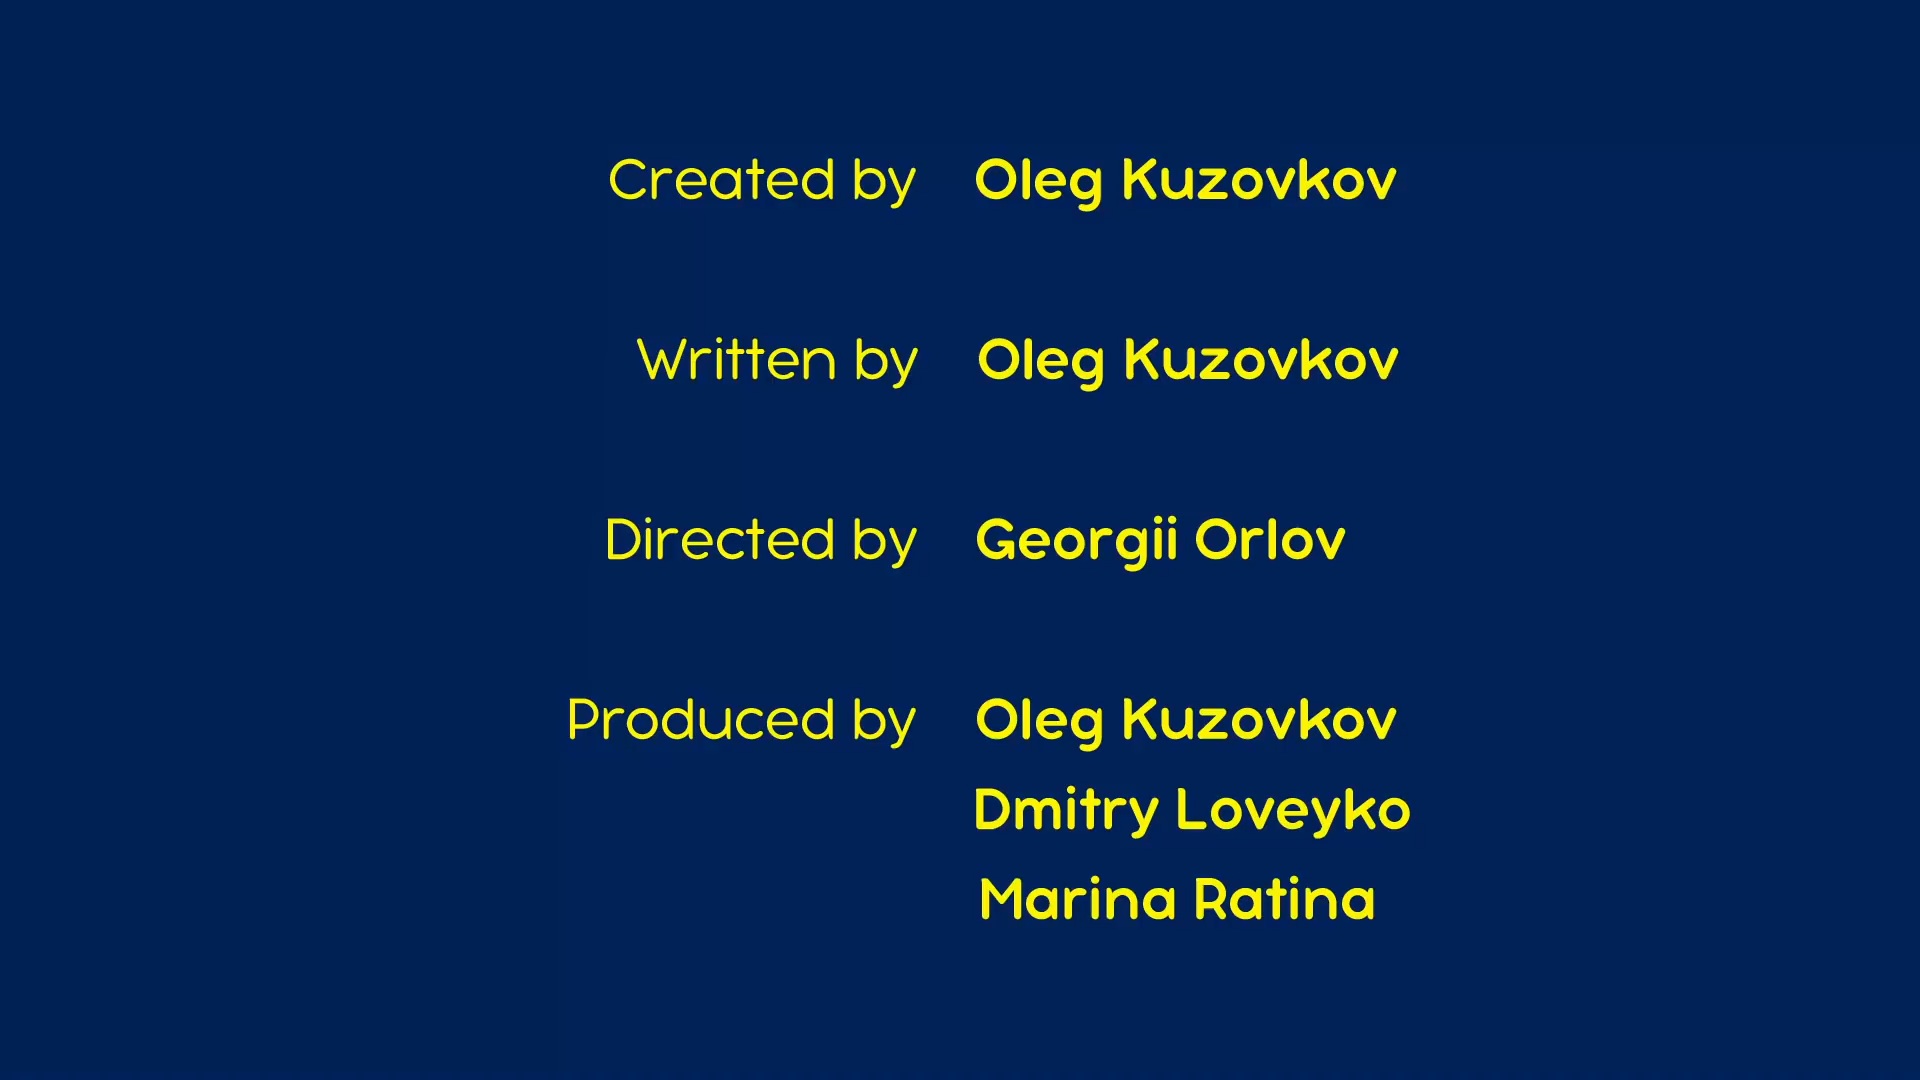 Created by Oleg Kuzovkov
Written by Oleg Kuzovkov
Directed by Georgii Orlov
Produced by Oleg Kuzovkov
Dmitry Loveyko
Marina Ratina